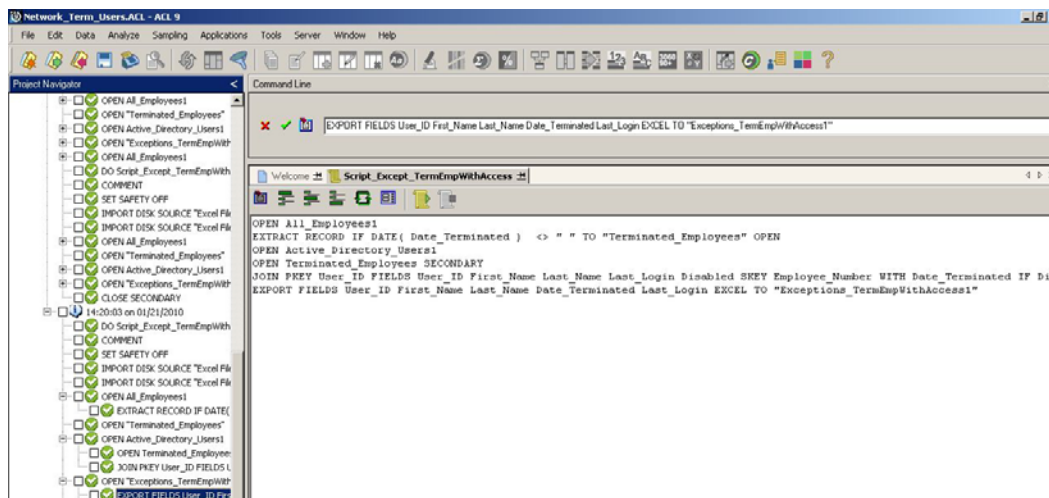 Network_Term_Users.ACL - ACL 9
File Edit Data Analyze Sampling Applications Tools Server Window Help
Project Navigator <
Command Line
EXPORT FIELDS User_ID First_Name Last_Name Date_Terminated Last_Login EXCEL TO "Exceptions_TermEmpWithAccess1"
Welcome
Script_Except_TermEmpWithAccess
OPEN All_Employees1
OPEN "Terminated_Employees"
OPEN Active_Directory_Users1
OPEN "Exceptions_TermEmpWith
OPEN All_Employees1
DO Script_Except_TermEmpWith
COMMENT
SET SAFETY OFF
IMPORT DISK SOURCE "Excel File
IMPORT DISK SOURCE "Excel File
OPEN All_Employees1
OPEN "Terminated_Employees"
OPEN Active_Directory_Users1
OPEN "Exceptions_TermEmpWith
CLOSE SECONDARY
14:20:03 on 01/21/2010
DO Script_Except_TermEmpWith
COMMENT
SET SAFETY OFF
IMPORT DISK SOURCE "Excel File
IMPORT DISK SOURCE "Excel File
OPEN All_Employees1
EXTRACT RECORD IF DATE(
OPEN "Terminated_Employees"
OPEN Active_Directory_Users1
OPEN Terminated_Employee
JOIN PKEY User_ID FIELDS U
OPEN "Exceptions_TermEmpWith
EXPORT FIELDS User_ID Firs
OPEN All_Employees1
EXTRACT RECORD IF DATE( Date_Terminated ) <> " " TO "Terminated_Employees" OPEN
OPEN Active_Directory_Users1
OPEN Terminated_Employees SECONDARY
JOIN PKEY User_ID FIELDS User_ID First_Name Last_Name Last_Login Disabled SKEY Employee_Number WITH Date_Terminated IF Di
EXPORT FIELDS User_ID First_Name Last_Name Date_Terminated Last_Login EXCEL TO "Exceptions_TermEmpWithAccess1"